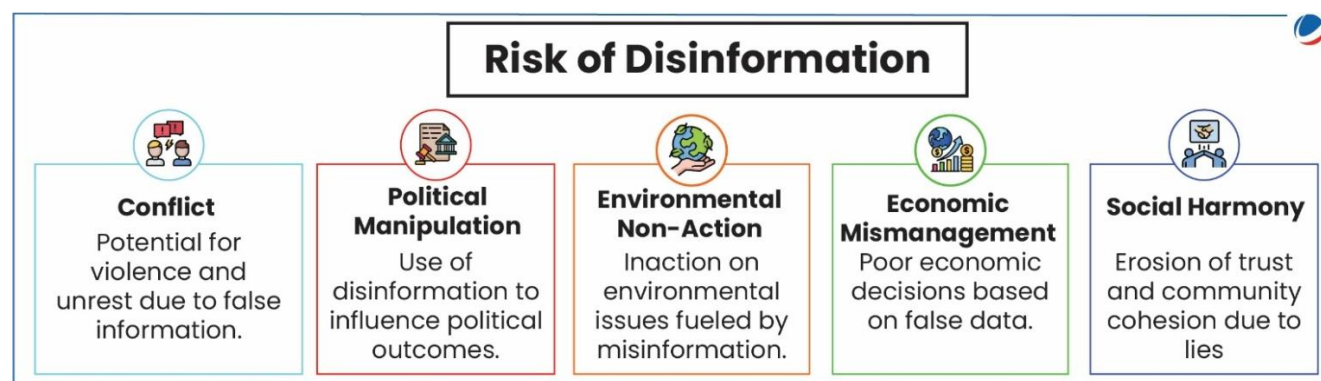 Risk of Disinformation
Conflict
Potential for
violence and
unrest due to false
information.
Political
Manipulation
Use of
disinformation to
influence political
outcomes.
Environmental
Non-Action
Inaction on
environmental
issues fueled by
misinformation.
Economic
Mismanagement
Poor economic
decisions based
on false data.
Social Harmony
Erosion of trust
and community
cohesion due to
lies